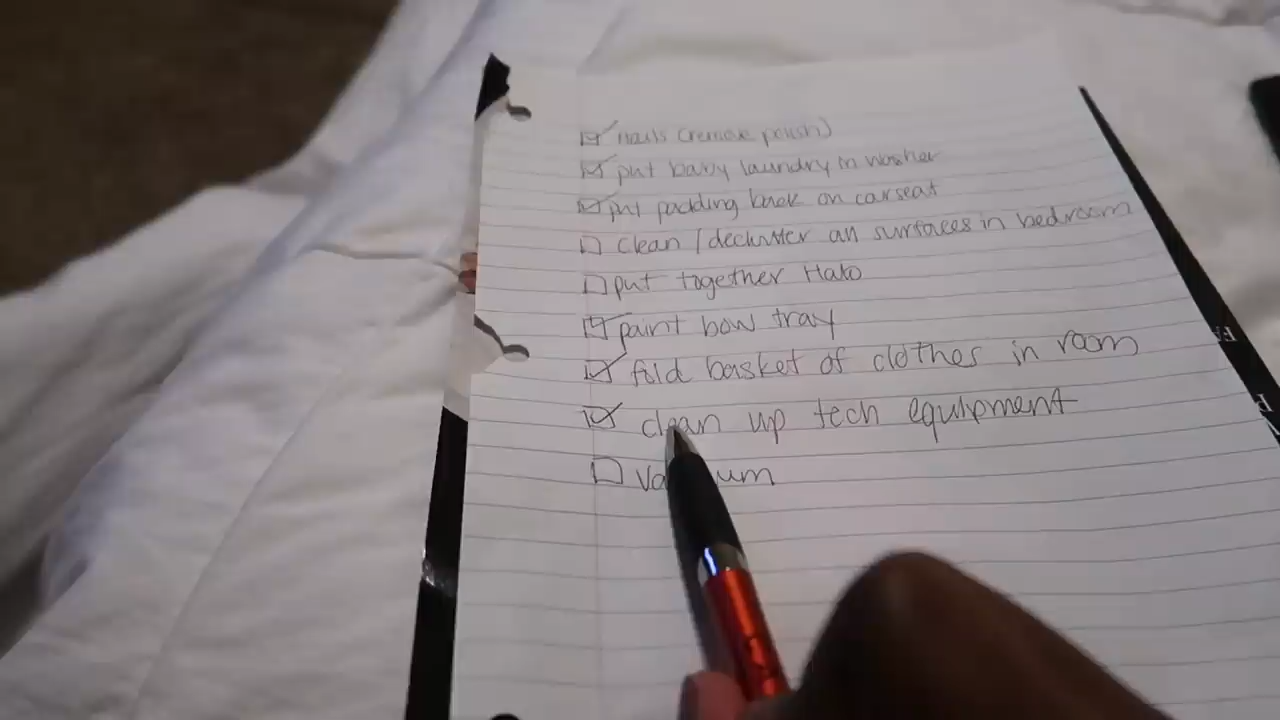 nails (remove polish)
put baby laundry in washer
put padding back on carseat
clean / declutter all surfaces in bedroom
put together Halo
paint bow tray
fold basket of clothes in room
clean up tech equipment